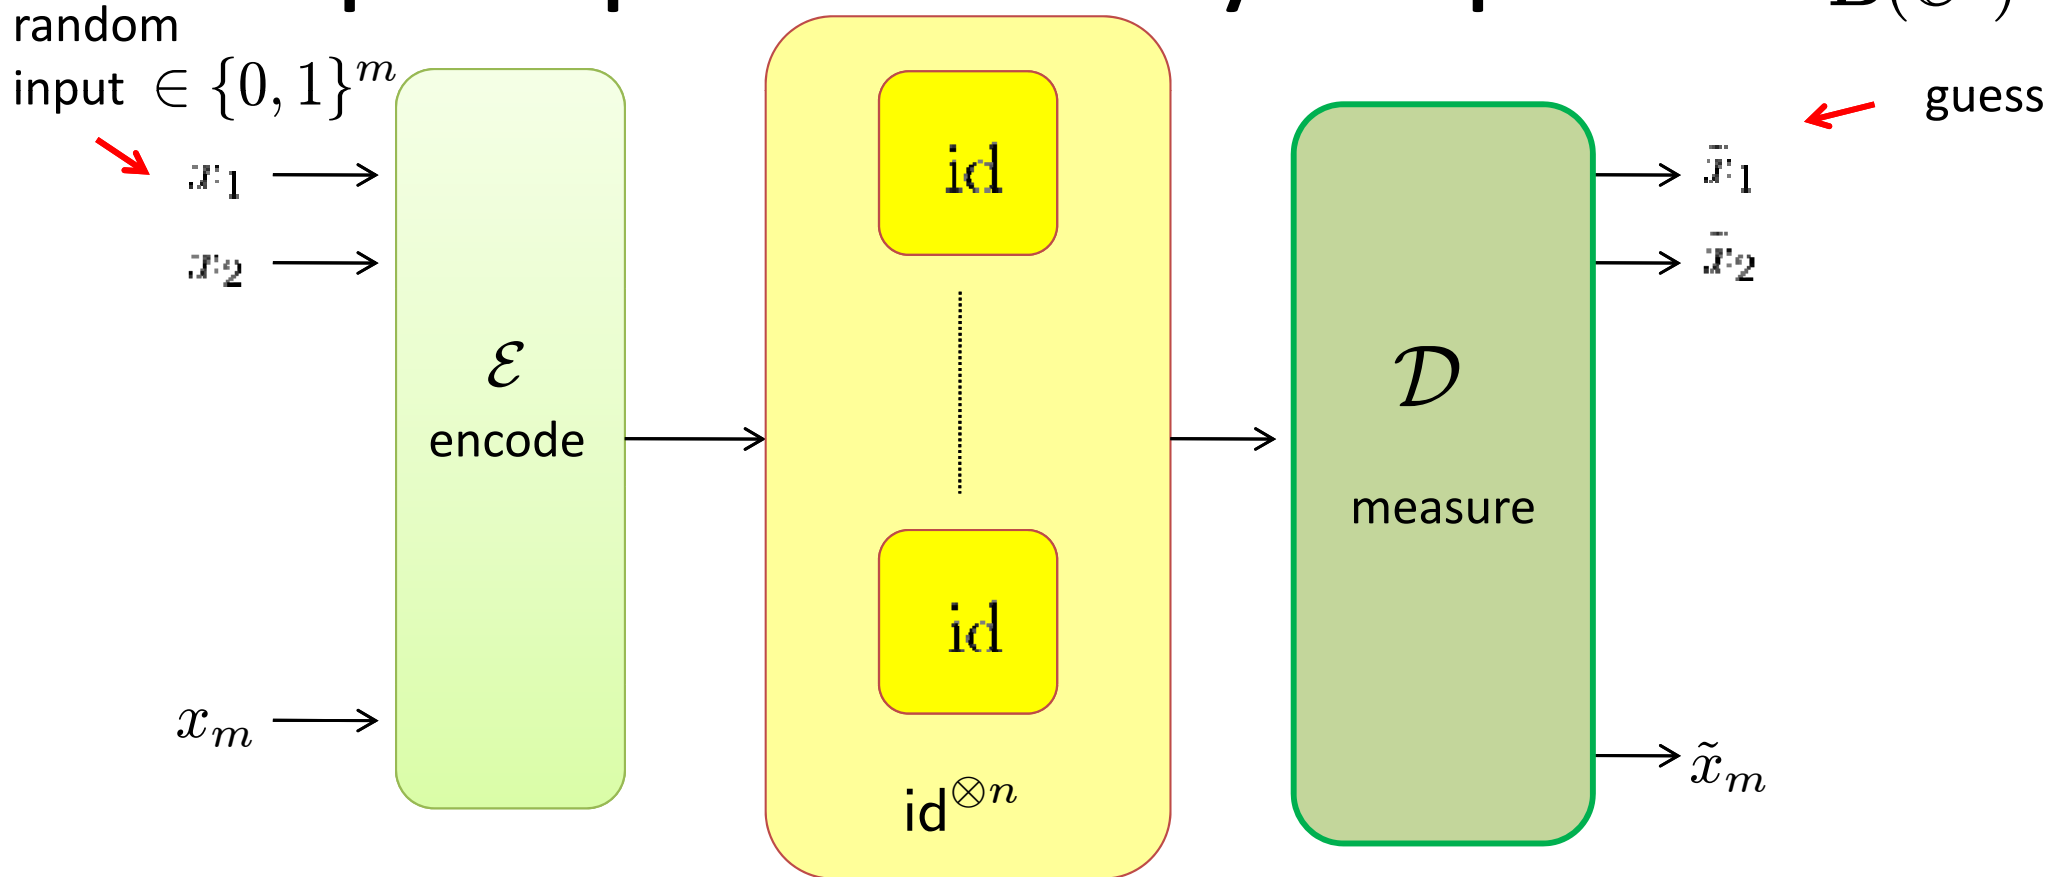 random
input ∈ {0, 1}^m
guess
x_1
x_2
x_m
ℰ
encode
id
id
id^{⊗n}
𝒟
measure
x̃_1
x̃_2
x̃_m